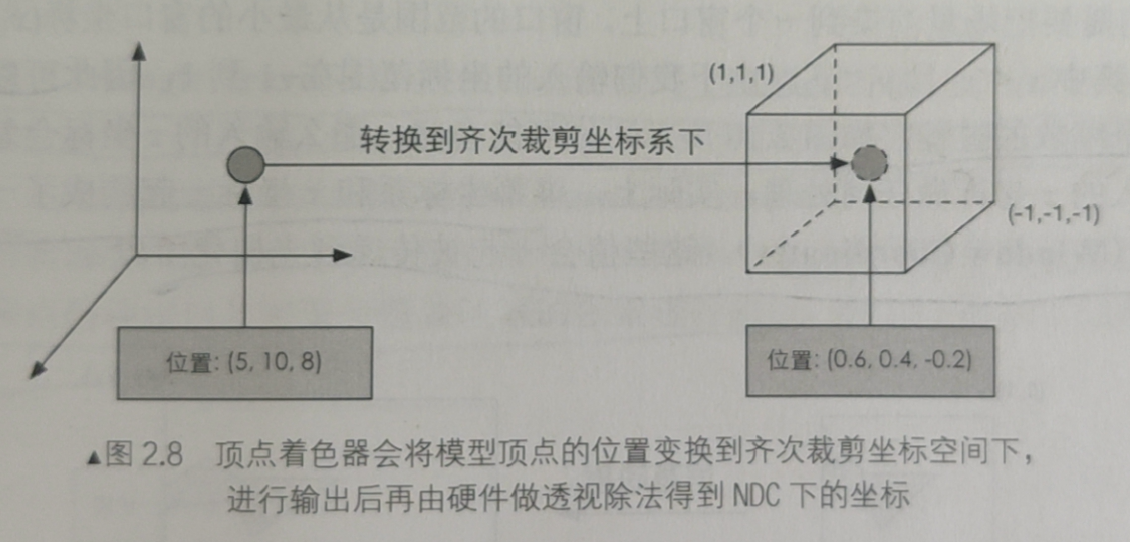 (1,1,1)
转换到齐次裁剪坐标系下
(-1,-1,-1)
位置: (5, 10, 8)
位置: (0.6, 0.4, -0.2)
▲图 2.8 顶点着色器会将模型顶点的位置变换到齐次裁剪坐标空间下，
进行输出后再由硬件做透视除法得到 NDC 下的坐标